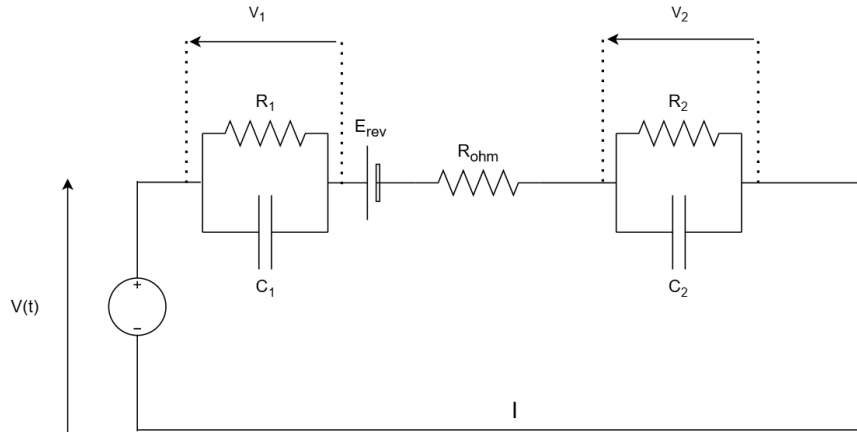 V1
V2
R1
R2
Erev
Rohm
V(t)
+
−
C1
C2
I